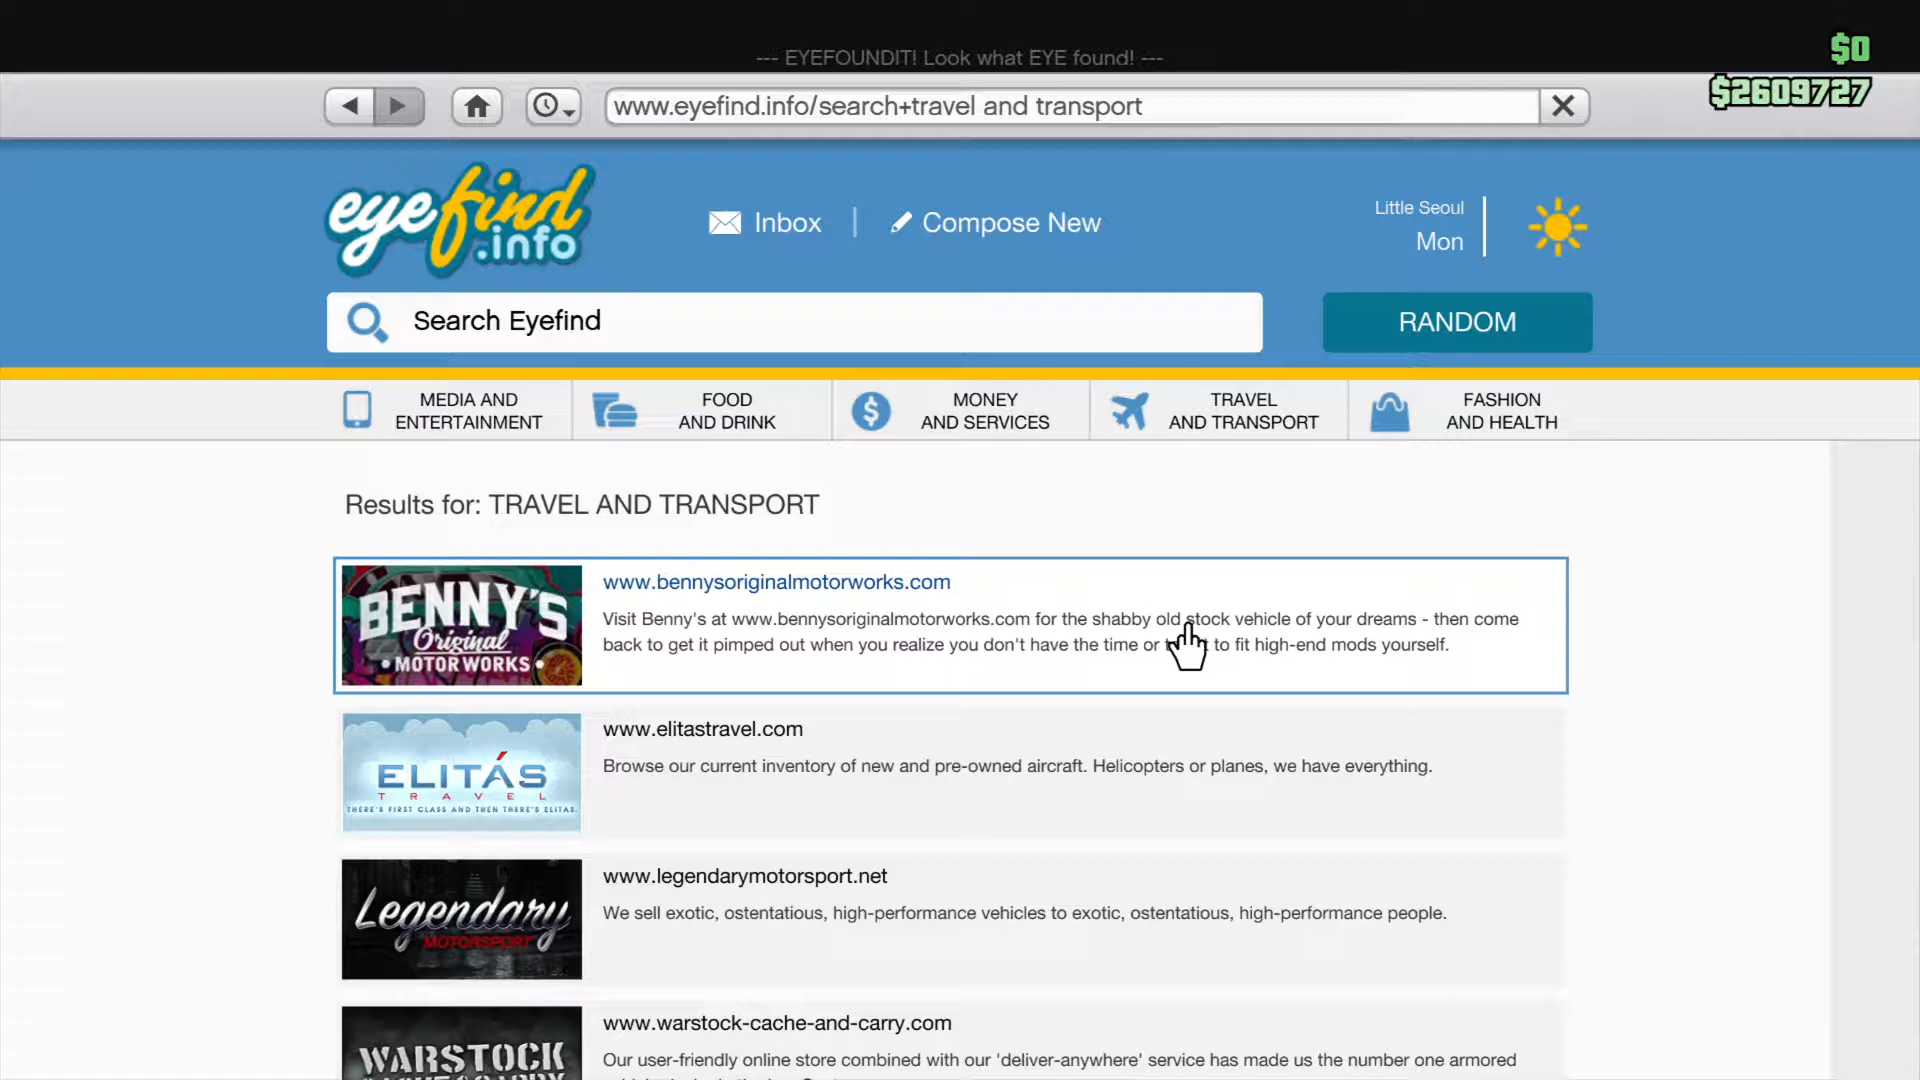 --- EYEFOUNDIT! Look what EYE found! ---
$0
$2609727
www.eyefind.info/search+travel and transport
eyefind
.info
Inbox
Compose New
Little Seoul
Mon
Search Eyefind
RANDOM
MEDIA AND
ENTERTAINMENT
FOOD
AND DRINK
MONEY
AND SERVICES
TRAVEL
AND TRANSPORT
FASHION
AND HEALTH
Results for: TRAVEL AND TRANSPORT
BENNY'S
Original
MOTORWORKS
www.bennysoriginalmotorworks.com
Visit Benny's at www.bennysoriginalmotorworks.com for the shabby old stock vehicle of your dreams - then come
back to get it pimped out when you realize you don't have the time or to fit high-end mods yourself.
ELITÁS
TRAVEL
THERE'S FIRST CLASS AND THEN THERE'S ELITAS.
www.elitastravel.com
Browse our current inventory of new and pre-owned aircraft. Helicopters or planes, we have everything.
Legendary
MOTORSPORT
www.legendarymotorsport.net
We sell exotic, ostentatious, high-performance vehicles to exotic, ostentatious, high-performance people.
WARSTOCK
www.warstock-cache-and-carry.com
Our user-friendly online store combined with our 'deliver-anywhere' service has made us the number one armored